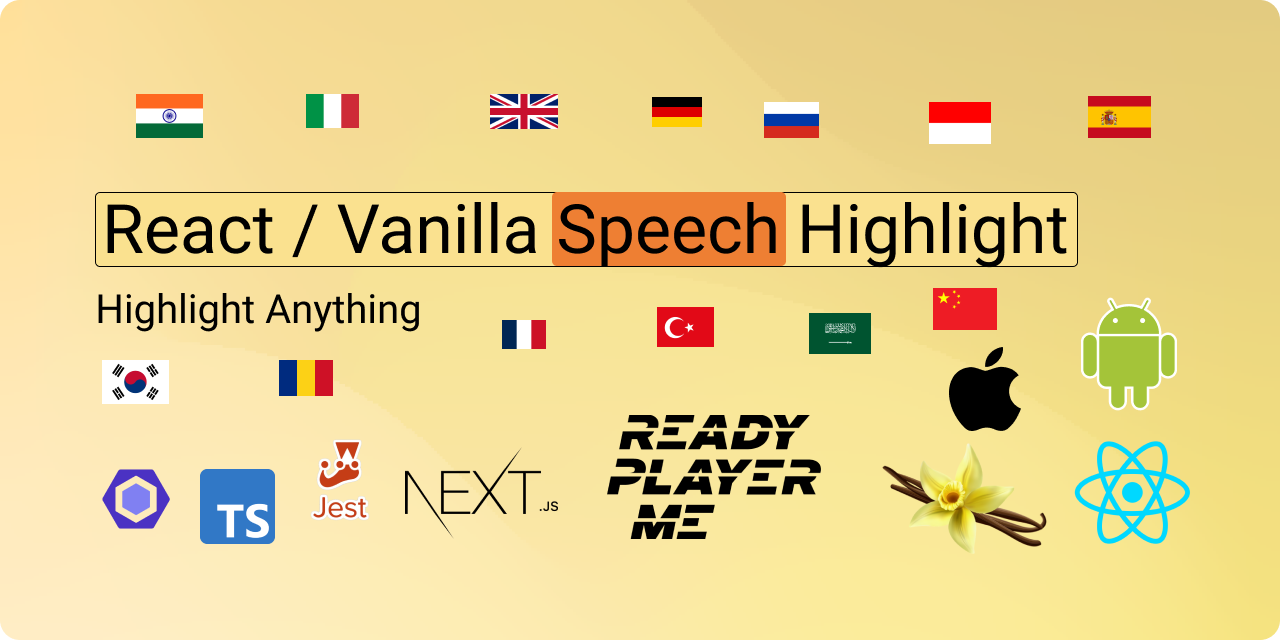 React / Vanilla Speech Highlight
Highlight Anything
READY
PLAYER
ME
TS
Jest
NEXT.JS